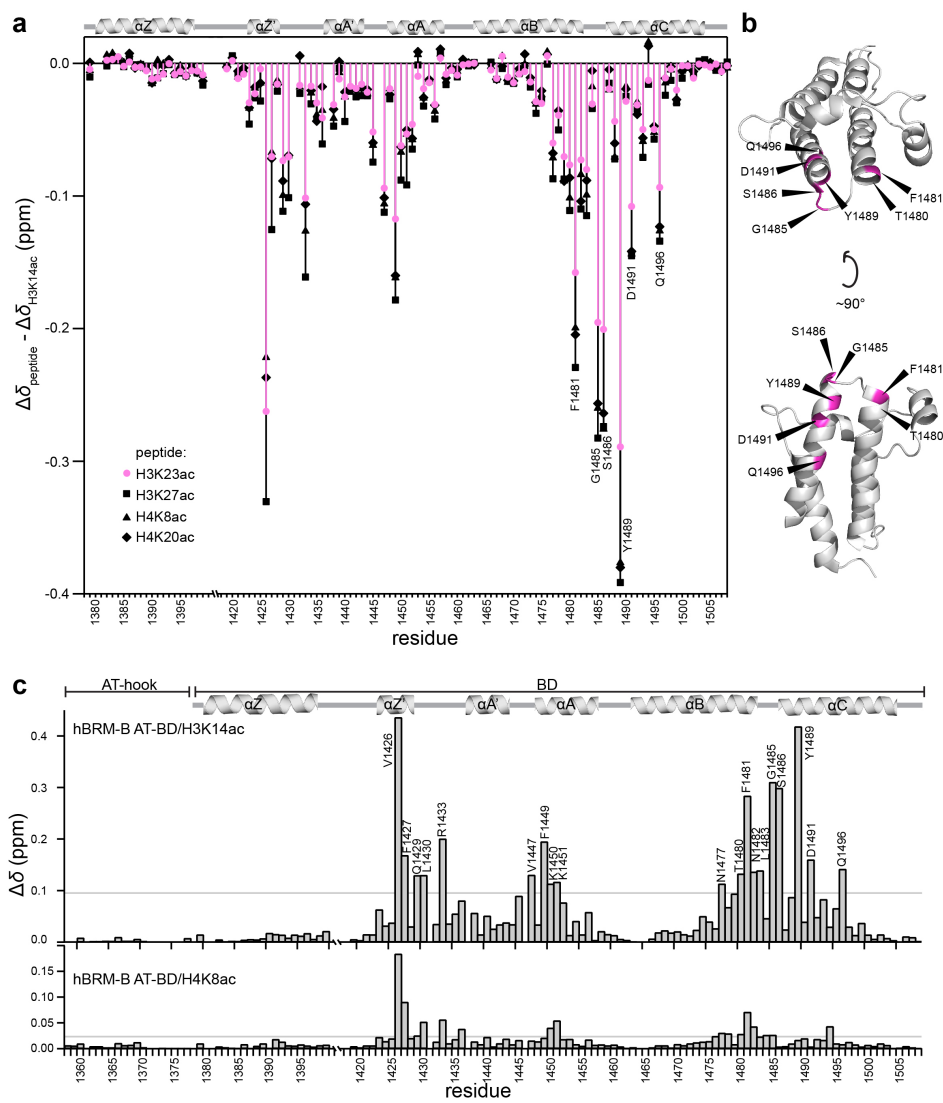 a
αZ αZ' αA' αA αB αC
0.0
-0.1
-0.2
-0.3
-0.4
Δδpeptide - ΔδH3K14ac (ppm)
peptide:
H3K23ac
H3K27ac
H4K8ac
H4K20ac
F1481
G1485
S1486
Y1489
D1491
Q1496
1380 1385 1390 1395 1420 1425 1430 1435 1440 1445 1450 1455 1460 1465 1470 1475 1480 1485 1490 1495 1500 1505
residue
b
Q1496
D1491
S1486
G1485
Y1489
F1481
T1480
~90°
S1486
G1485
Y1489
F1481
D1491
T1480
Q1496
c
AT-hook BD
αZ αZ' αA' αA αB αC
hBRM-B AT-BD/H3K14ac
0.4
0.3
0.2
0.1
0.0
Δδ (ppm)
V1426
F1427
Q1429
L1430
R1433
V1447
F1449
K1450
K1451
N1477
T1480
F1481
N1482
L1483
G1485
S1486
Y1489
D1491
Q1496
hBRM-B AT-BD/H4K8ac
0.15
0.10
0.05
0.00
1360 1365 1370 1375 1380 1385 1390 1395 1420 1425 1430 1435 1440 1445 1450 1455 1460 1465 1470 1475 1480 1485 1490 1495 1500 1505
residue